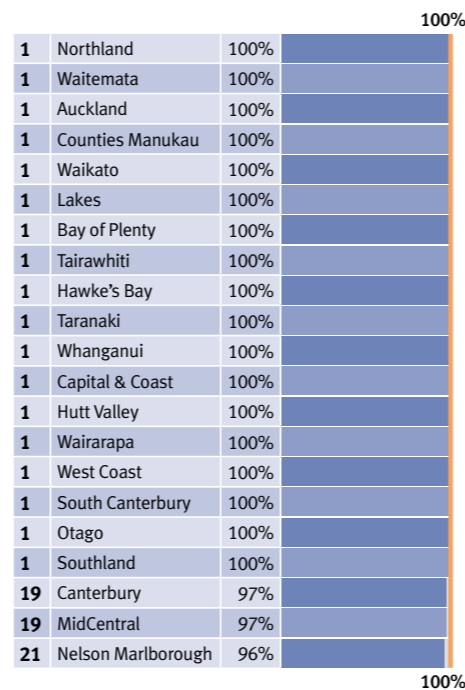 100%
1 Northland 100%
1 Waitemata 100%
1 Auckland 100%
1 Counties Manukau 100%
1 Waikato 100%
1 Lakes 100%
1 Bay of Plenty 100%
1 Tairawhiti 100%
1 Hawke's Bay 100%
1 Taranaki 100%
1 Whanganui 100%
1 Capital & Coast 100%
1 Hutt Valley 100%
1 Wairarapa 100%
1 West Coast 100%
1 South Canterbury 100%
1 Otago 100%
1 Southland 100%
19 Canterbury 97%
19 MidCentral 97%
21 Nelson Marlborough 96%
100%